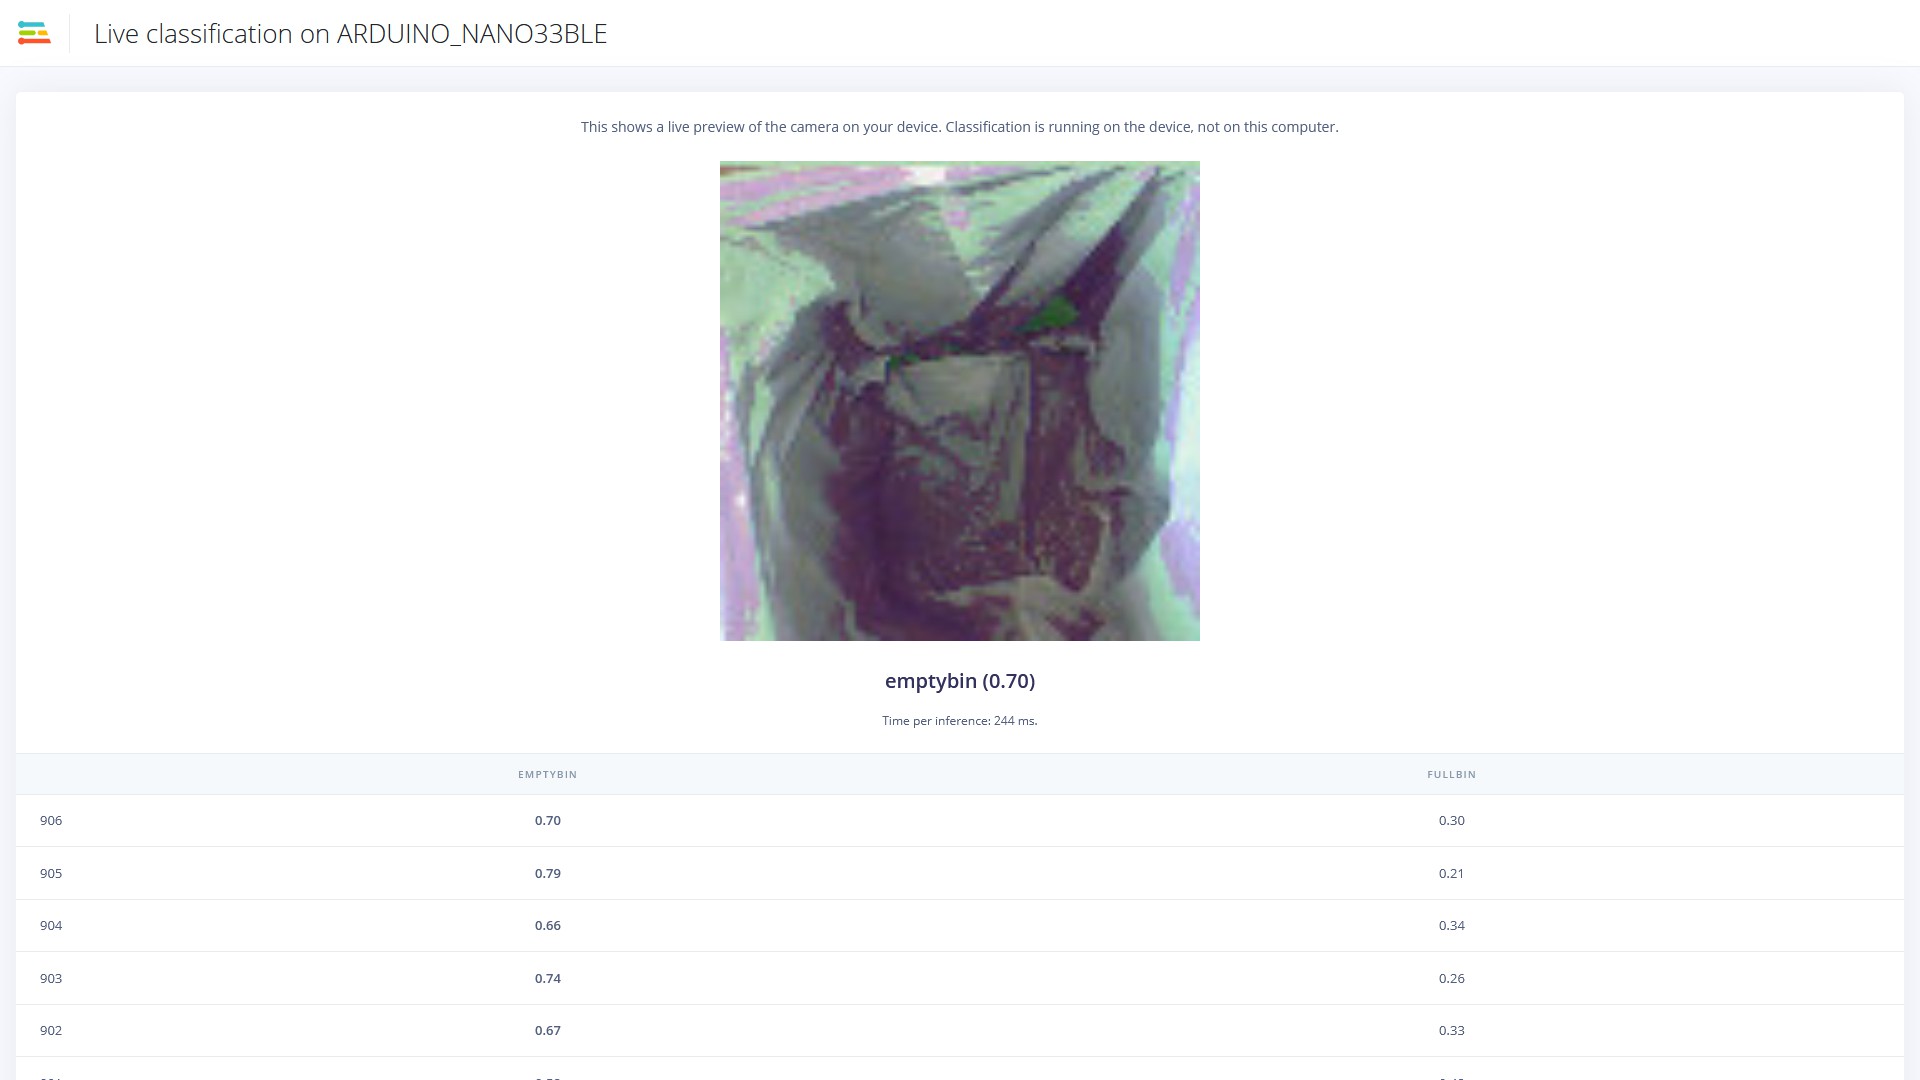 Live classification on ARDUINO_NANO33BLE
This shows a live preview of the camera on your device. Classification is running on the device, not on this computer.
emptybin (0.70)
Time per inference: 244 ms.
EMPTYBIN FULLBIN
906 0.70 0.30
905 0.79 0.21
904 0.66 0.34
903 0.74 0.26
902 0.67 0.33